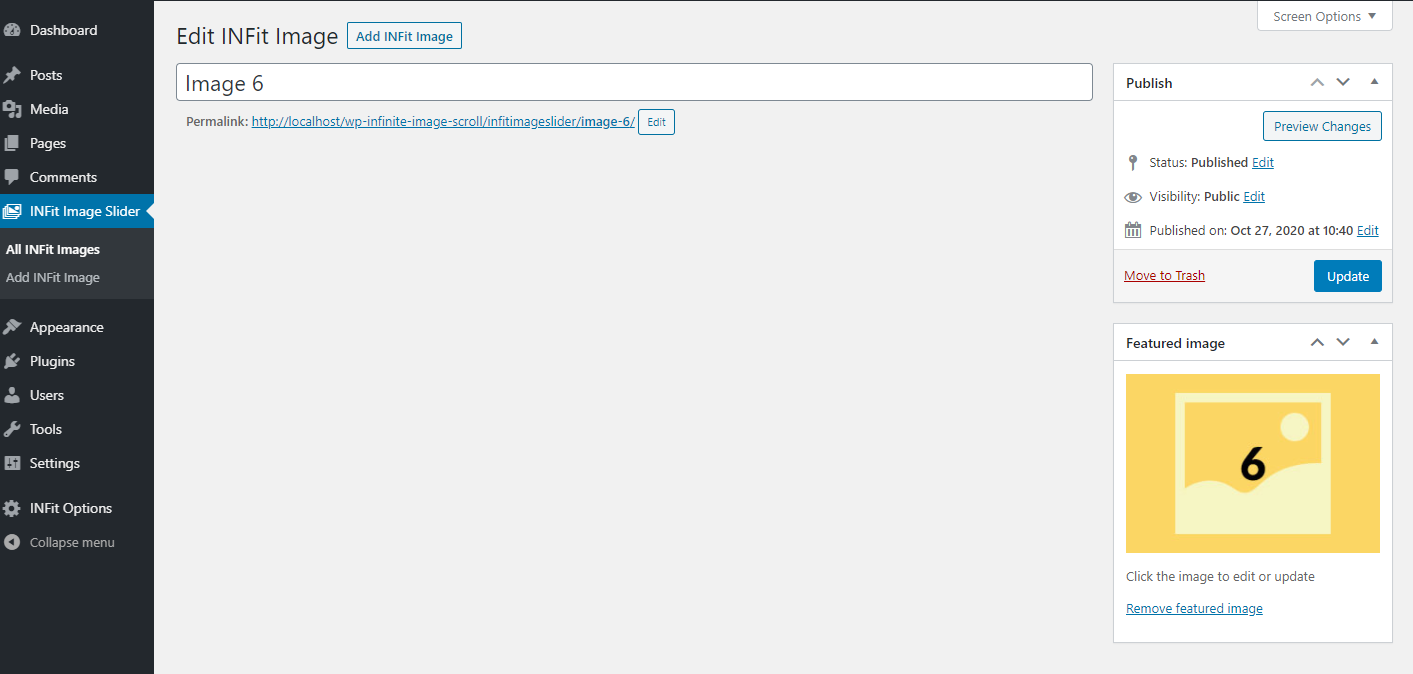 Dashboard
Posts
Media
Pages
Comments
INFit Image Slider
All INFit Images
Add INFit Image
Appearance
Plugins
Users
Tools
Settings
INFit Options
Collapse menu
Screen Options
Edit INFit Image Add INFit Image
Image 6
Permalink: http://localhost/wp-infinite-image-scroll/infitimageslider/image-6/ Edit
Publish
Preview Changes
Status: Published Edit
Visibility: Public Edit
Published on: Oct 27, 2020 at 10:40 Edit
Move to Trash Update
Featured image
6
Click the image to edit or update
Remove featured image